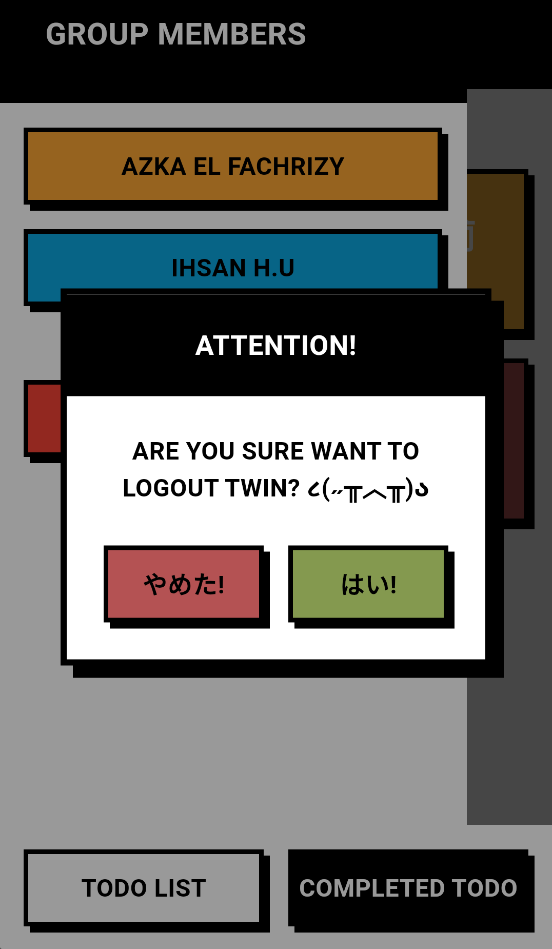 GROUP MEMBERS
AZKA EL FACHRIZY
IHSAN H.U
ATTENTION!
ARE YOU SURE WANT TO
LOGOUT TWIN? ૮(˶╥︿╥)ა
やめた!
はい!
TODO LIST
COMPLETED TODO